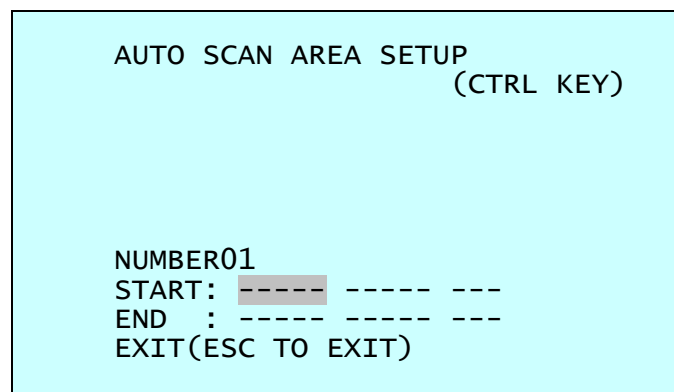 AUTO SCAN AREA SETUP
(CTRL KEY)
NUMBER01
START: ----- ----- ---
END  : ----- ----- ---
EXIT(ESC TO EXIT)